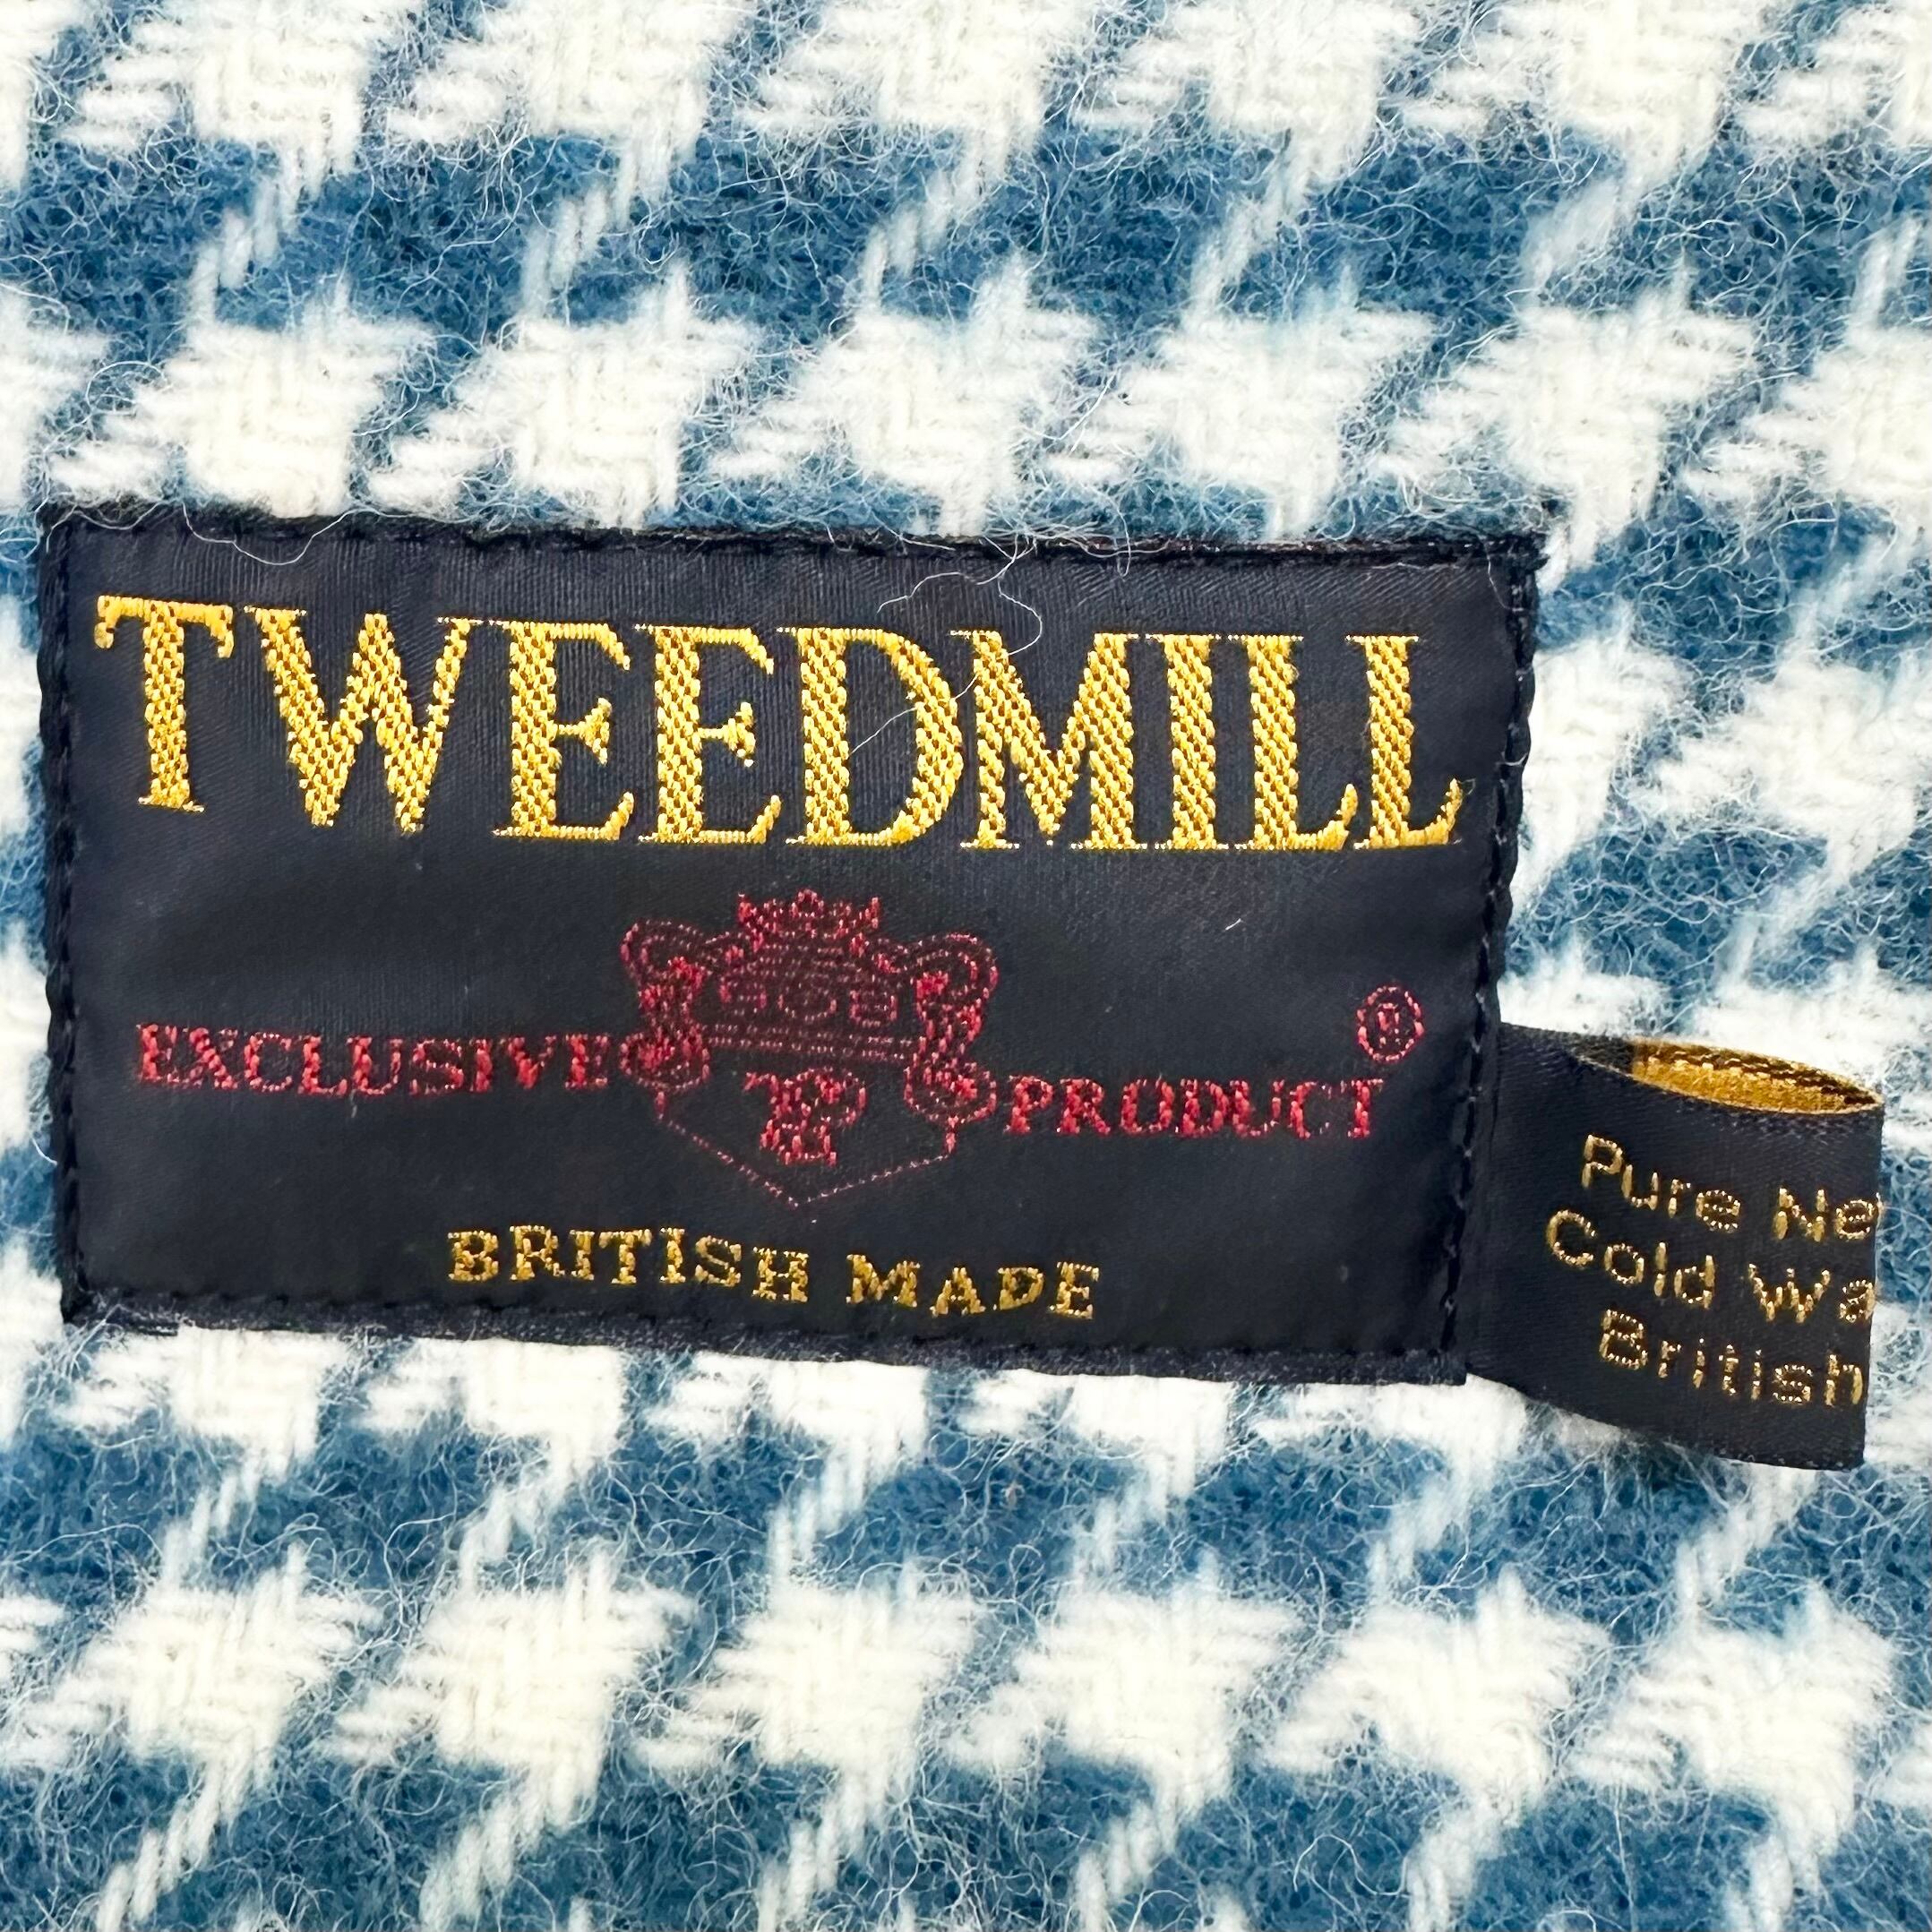 TWEEDMILL
EXCLUSIVE PRODUCT ®
BRITISH MADE
Pure Ne
Cold Wa
British